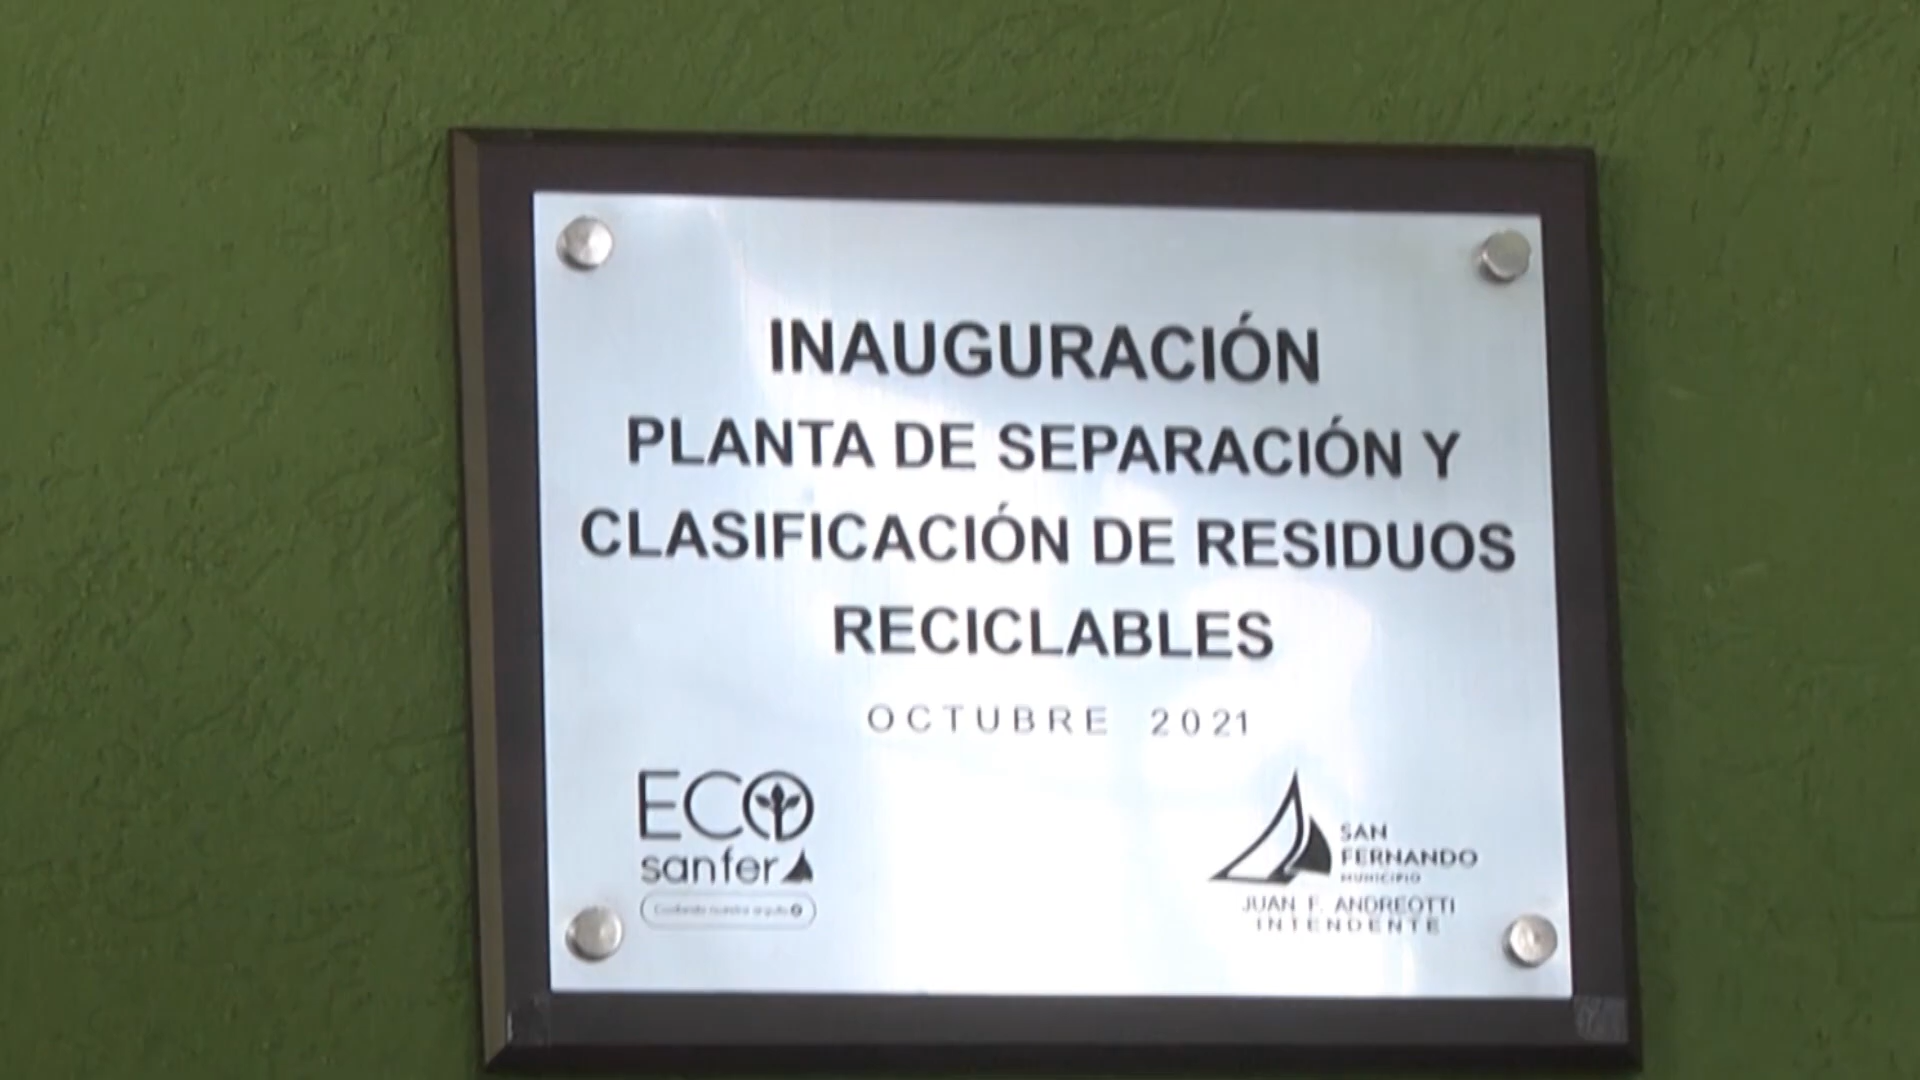 INAUGURACIÓN
PLANTA DE SEPARACIÓN Y
CLASIFICACIÓN DE RESIDUOS
RECICLABLES
OCTUBRE 2021
ECO
sanfer
SAN
FERNANDO
MUNICIPIO
JUAN F. ANDREOTTI
INTENDENTE